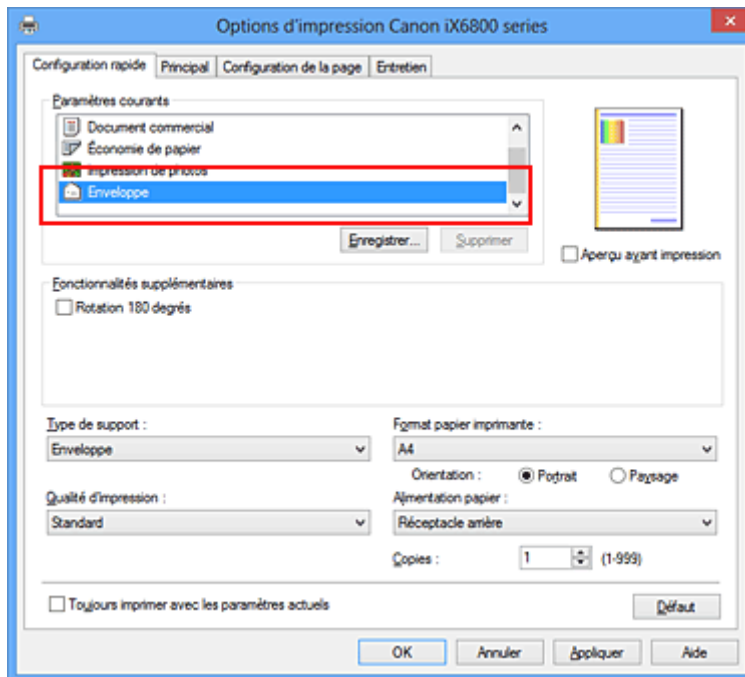 Options d'impression Canon iX6800 series
Configuration rapide Principal Configuration de la page Entretien
Paramètres courants
Document commercial
Économie de papier
Impression de photos
Enveloppe
Enregistrer... Supprimer
Aperçu avant impression
Fonctionnalités supplémentaires
Rotation 180 degrés
Type de support : Format papier imprimante :
Enveloppe A4
Orientation : Portrait Paysage
Qualité d'impression : Alimentation papier :
Standard Réceptacle arrière
Copies : 1 (1-999)
Toujours imprimer avec les paramètres actuels Défaut
OK Annuler Appliquer Aide